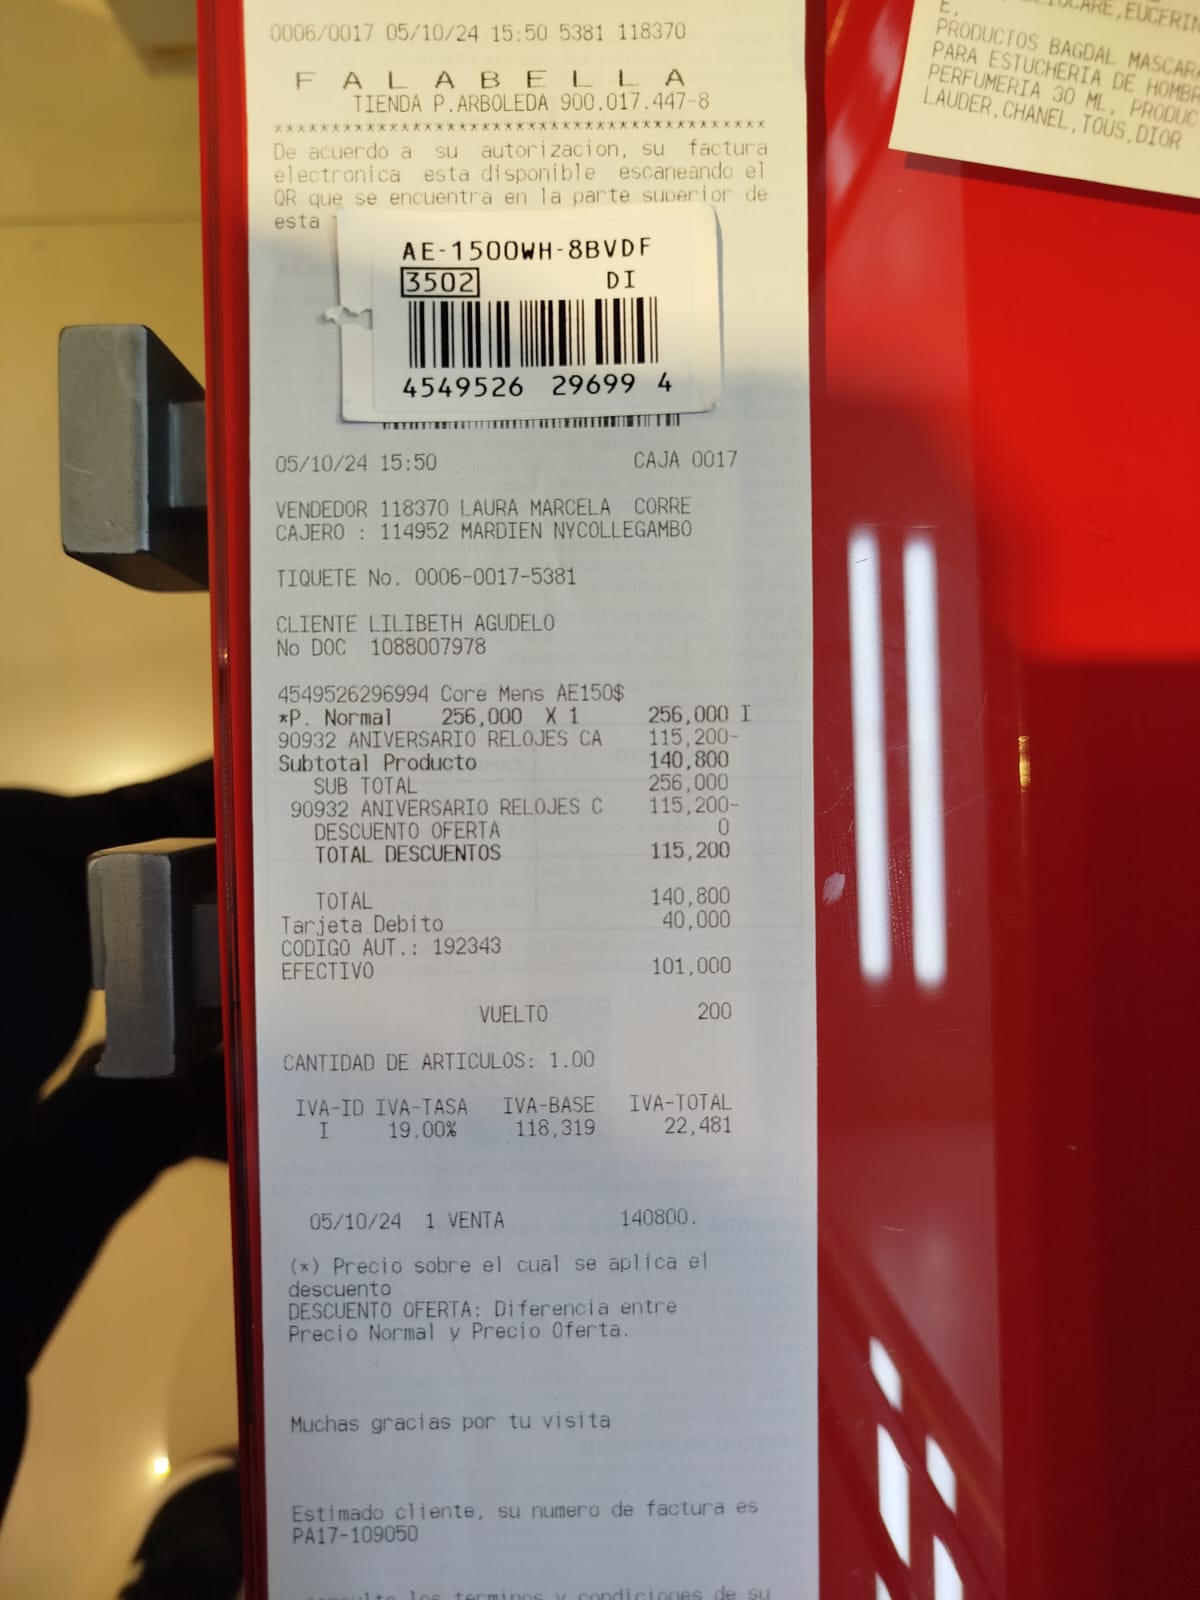 0006/0017 05/10/24 15:50 5381 118370
F A L A B E L L A
TIENDA P.ARBOLEDA 900.017.447-8
******************************************
De acuerdo a su autorizacion, su factura
electronica esta disponible escaneando el
QR que se encuentra en la parte superior de
esta
AE-1500WH-8BVDF
3502 DI
4549526 29699 4
05/10/24 15:50 CAJA 0017
VENDEDOR 118370 LAURA MARCELA CORRE
CAJERO : 114952 MARDIEN NYCOLLEGAMBO
TIQUETE No. 0006-0017-5381
CLIENTE LILIBETH AGUDELO
No DOC 1088007978
4549526296994 Core Mens AE150$
*P. Normal 256,000 X 1 256,000 I
90932 ANIVERSARIO RELOJES CA 115,200-
Subtotal Producto 140,800
SUB TOTAL 256,000
90932 ANIVERSARIO RELOJES C 115,200-
DESCUENTO OFERTA 0
TOTAL DESCUENTOS 115,200
TOTAL 140,800
Tarjeta Debito 40,000
CODIGO AUT.: 192343
EFECTIVO 101,000
VUELTO 200
CANTIDAD DE ARTICULOS: 1.00
IVA-ID IVA-TASA IVA-BASE IVA-TOTAL
I 19.00% 118,319 22,481
05/10/24 1 VENTA 140800.
(*) Precio sobre el cual se aplica el
descuento
DESCUENTO OFERTA: Diferencia entre
Precio Normal y Precio Oferta.
Muchas gracias por tu visita
Estimado cliente, su numero de factura es
PA17-109050
los terminos y condiciones de su
E,
EUCERIN
PRODUCTOS BAGDAL MASCARA
PARA ESTUCHERIA DE HOMBR
PERFUMERIA 30 ML, PRODUC
LAUDER,CHANEL,TOUS,DIOR